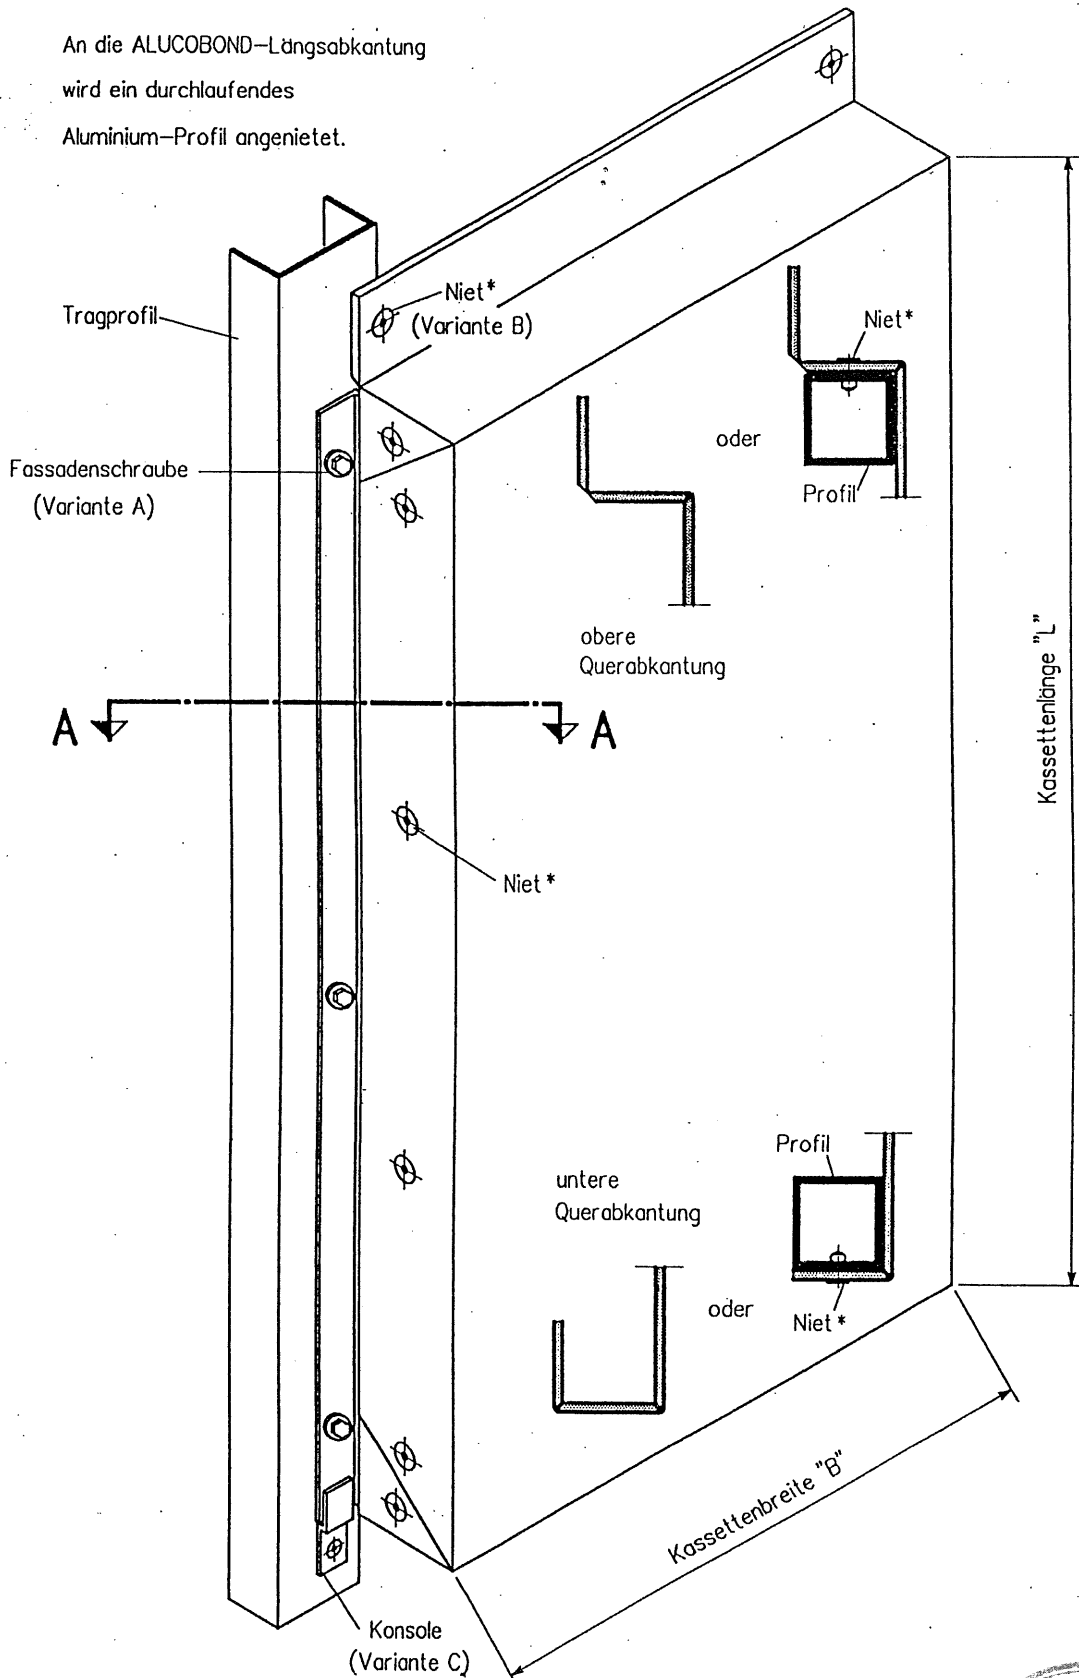 An die ALUCOBOND-Längsabkantung
wird ein durchlaufendes
Aluminium-Profil angenietet.
Niet*
(Variante B)
Tragprofil
Niet*
oder
Profil
Fassadenschraube
(Variante A)
obere
Querabkantung
Kassettenlänge "L"
A
A
Niet*
Profil
untere
Querabkantung
oder
Niet*
Kassettenbreite "B"
Konsole
(Variante C)